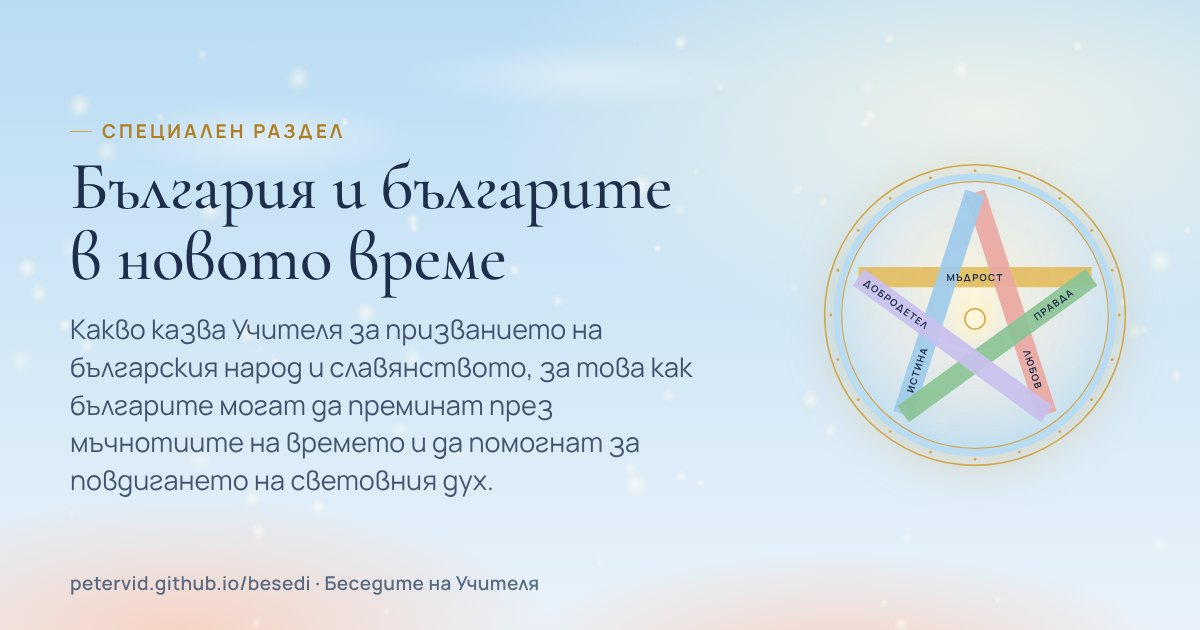 СПЕЦИАЛЕН РАЗДЕЛ
България и българите
в новото време
Какво казва Учителя за призванието на
българския народ и славянството, за това как
българите могат да преминат през
мъчнотиите на времето и да помогнат за
повдигането на световния дух.
МЪДРОСТ
ДОБРОДЕТЕЛ
ПРАВДА
ИСТИНА
ЛЮБОВ
petervid.github.io/besedi · Беседите на Учителя